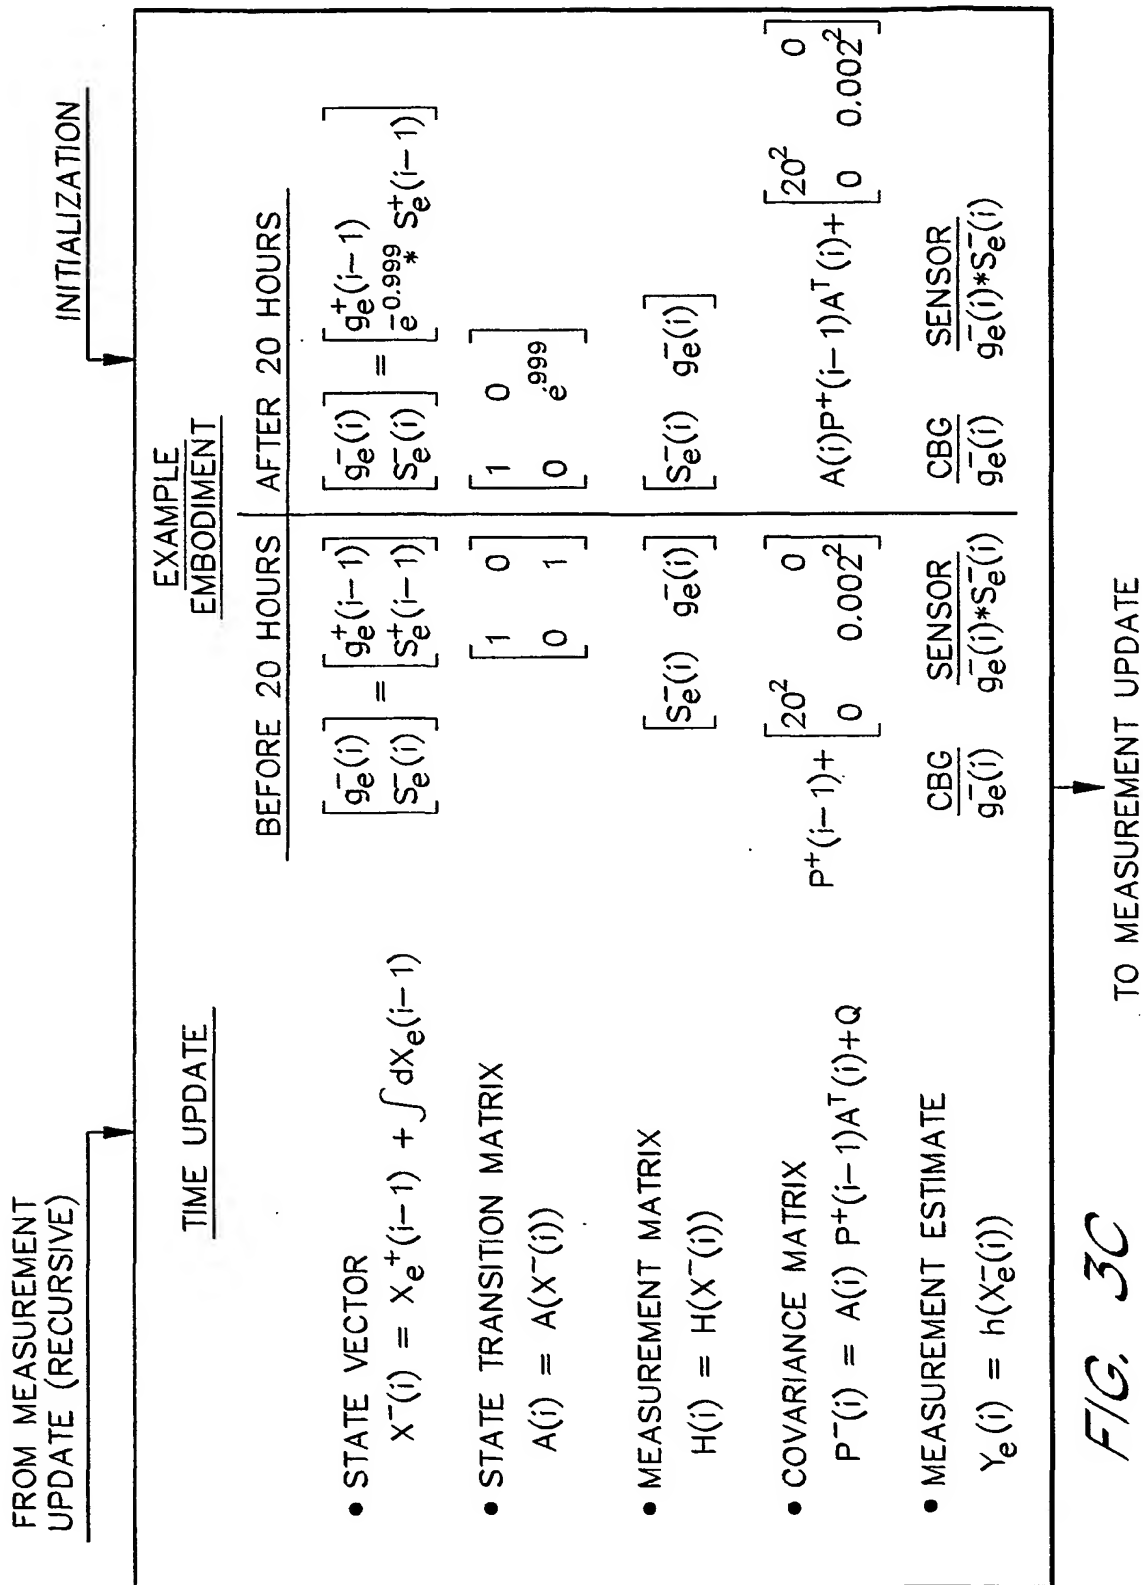 FROM MEASUREMENT
UPDATE (RECURSIVE)
INITIALIZATION
TIME UPDATE
EXAMPLE
EMBODIMENT
BEFORE 20 HOURS
AFTER 20 HOURS
• STATE VECTOR
X⁻(i) = Xₑ⁺(i−1) + ∫ dXₑ(i−1)
[gₑ⁻(i)] = [gₑ⁺(i−1)]
[Sₑ⁻(i)] [Sₑ⁺(i−1)]
[gₑ⁻(i)] = [gₑ⁺(i−1)]
[Sₑ⁻(i)] [e^−0.999 * Sₑ⁺(i−1)]
• STATE TRANSITION MATRIX
A(i) = A(X⁻(i))
[1 0]
[0 1]
[1 0]
[0 e^.999]
• MEASUREMENT MATRIX
H(i) = H(X⁻(i))
[Sₑ⁻(i) gₑ⁻(i)]
[Sₑ⁻(i) gₑ⁻(i)]
• COVARIANCE MATRIX
P⁻(i) = A(i) P⁺(i−1)Aᵀ(i)+Q
P⁺(i−1)+ [20² 0]
[0 0.002²]
A(i)P⁺(i−1)Aᵀ(i)+ [20² 0]
[0 0.002²]
• MEASUREMENT ESTIMATE
Yₑ(i) = h(Xₑ⁻(i))
CBG SENSOR
gₑ⁻(i) gₑ⁻(i)*Sₑ⁻(i)
CBG SENSOR
gₑ⁻(i) gₑ⁻(i)*Sₑ⁻(i)
TO MEASUREMENT UPDATE
FIG. 3C